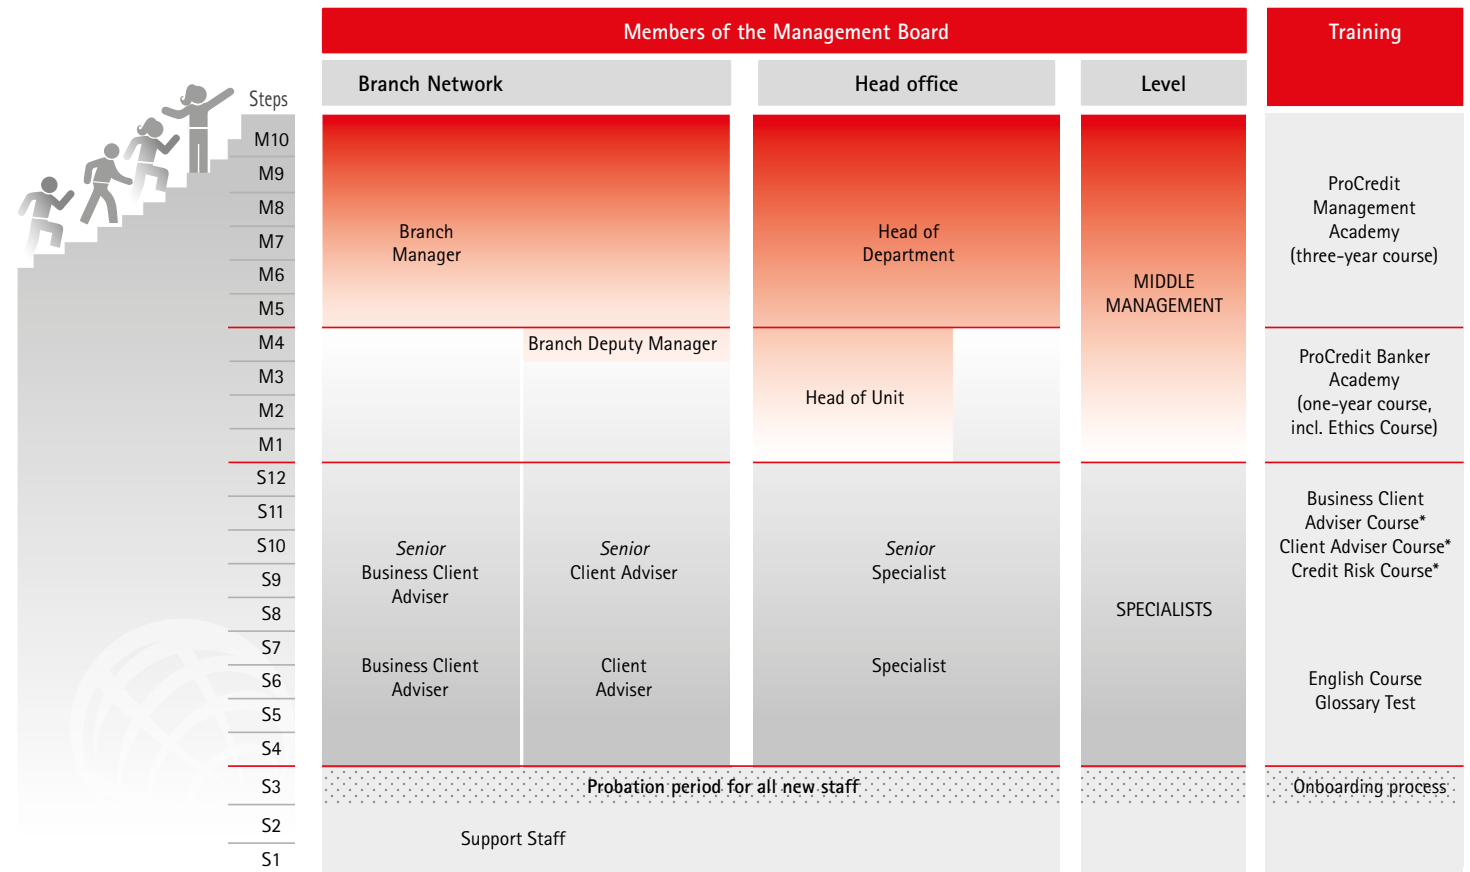 Members of the Management Board
Training
Branch Network
Head office
Level
Steps
M10
M9
M8
M7
M6
M5
M4
M3
M2
M1
S12
S11
S10
S9
S8
S7
S6
S5
S4
S3
S2
S1
Branch
Manager
Branch Deputy Manager
Senior
Business Client
Adviser
Business Client
Adviser
Senior
Client Adviser
Client
Adviser
Head of
Department
Head of Unit
Senior
Specialist
Specialist
MIDDLE
MANAGEMENT
SPECIALISTS
ProCredit
Management
Academy
(three-year course)
ProCredit Banker
Academy
(one-year course,
incl. Ethics Course)
Business Client
Adviser Course*
Client Adviser Course*
Credit Risk Course*
English Course
Glossary Test
Probation period for all new staff
Onboarding process
Support Staff